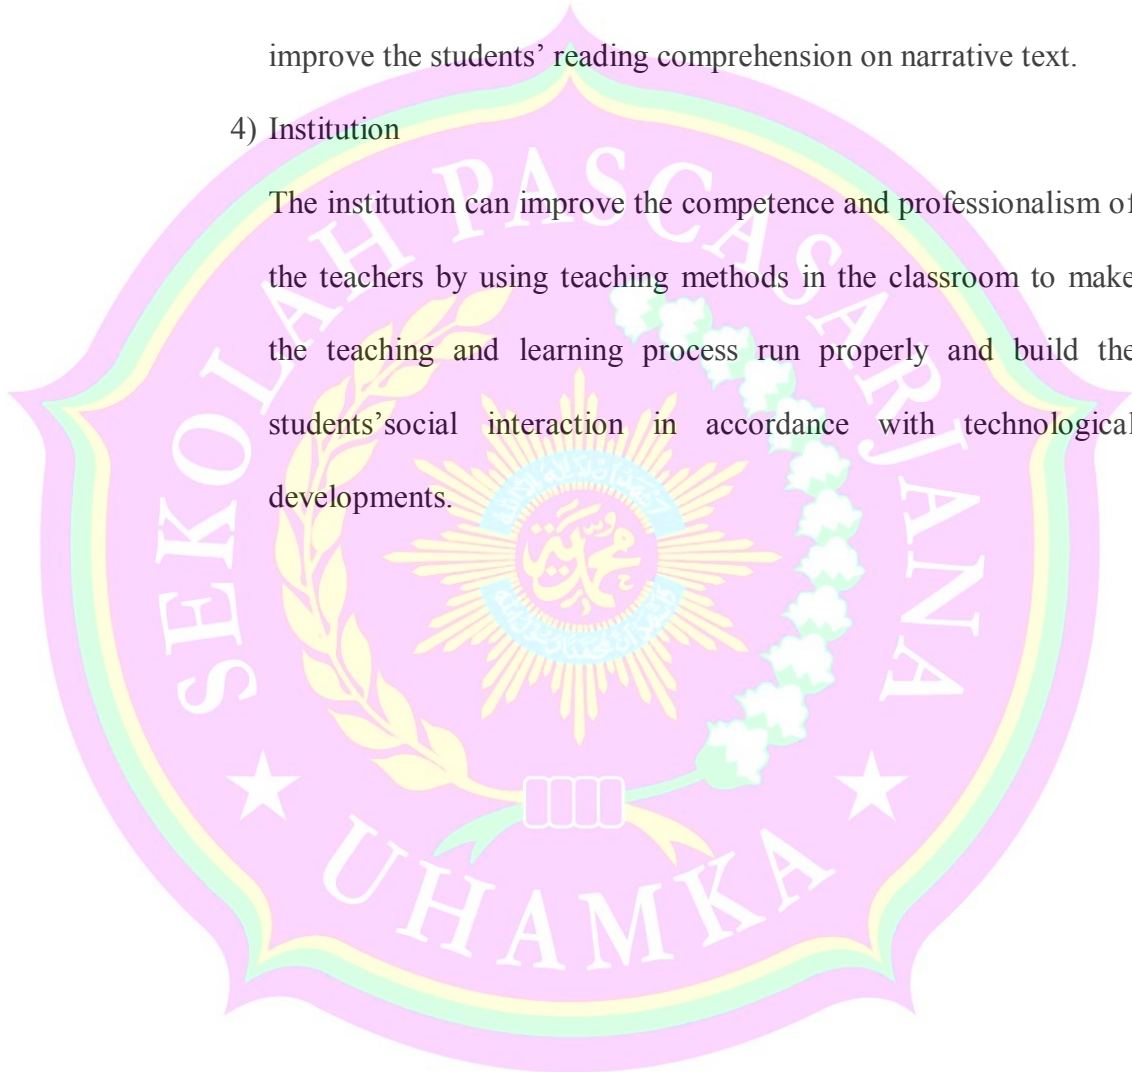 improve the students’ reading comprehension on narrative text.
4) Institution
The institution can improve the competence and professionalism of
the teachers by using teaching methods in the classroom to make
the teaching and learning process run properly and build the
students’social interaction in accordance with technological
developments.
SEKOLAH PASCASARJANA
محمدية
UHAMKA